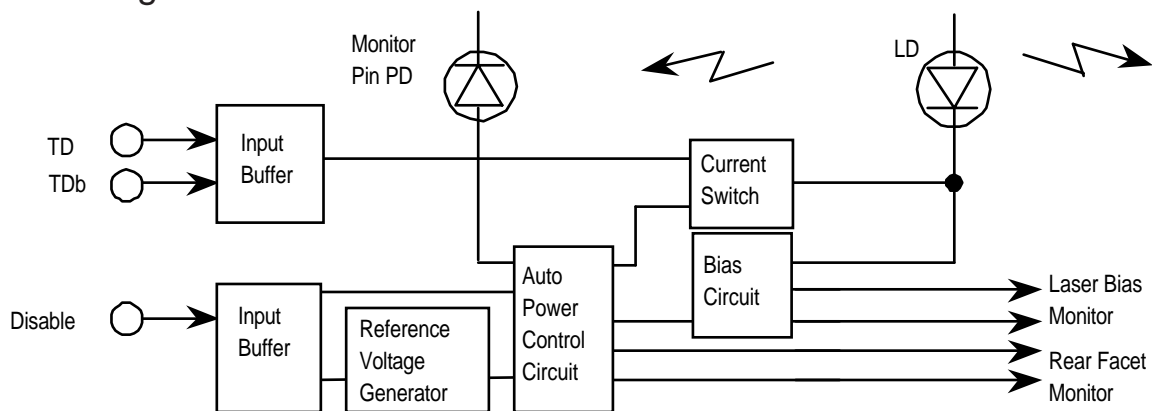 Monitor
Pin PD
LD
TD
TDb
Input
Buffer
Current
Switch
Disable
Input
Buffer
Reference
Voltage
Generator
Auto
Power
Control
Circuit
Bias
Circuit
Laser Bias
Monitor
Rear Facet
Monitor